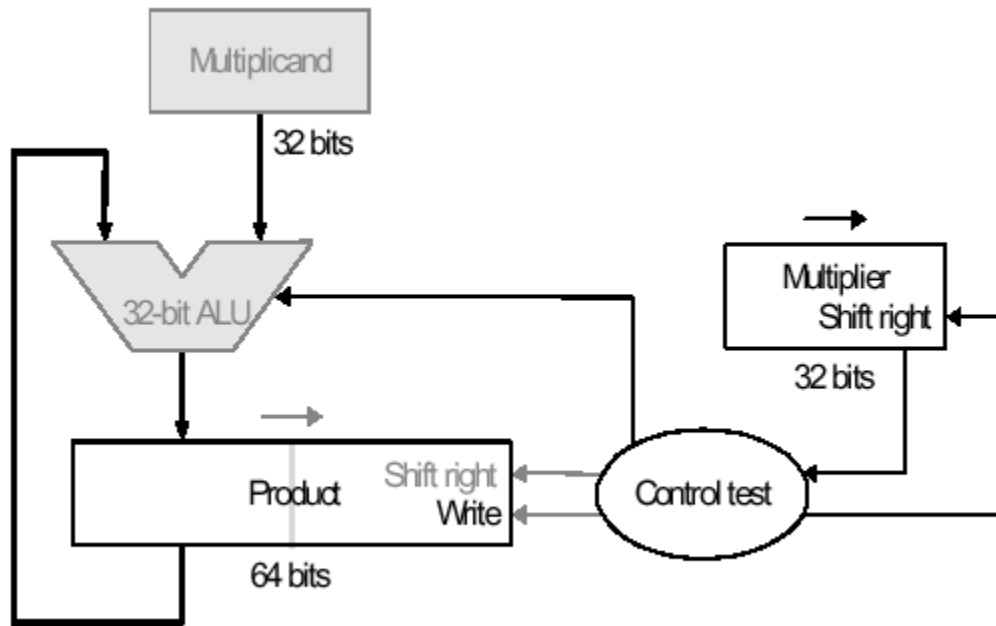 Multiplicand
32 bits
32-bit ALU
Multiplier
Shift right
32 bits
Product
Shift right
Write
64 bits
Control test